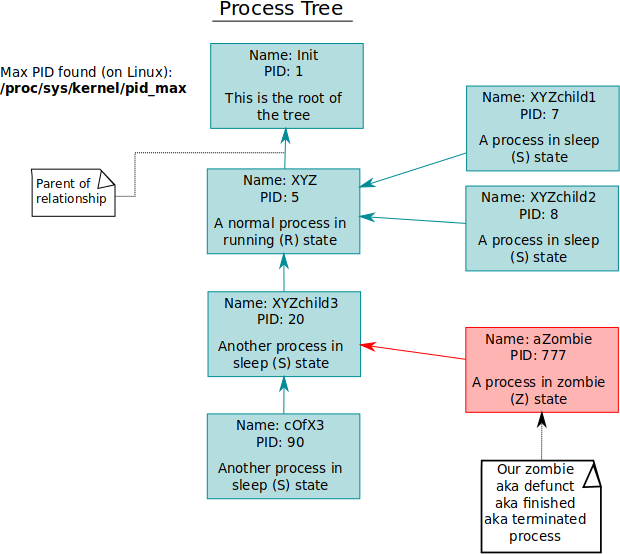 Process Tree
Name: Init
PID: 1
This is the root of
the tree
Max PID found (on Linux):
/proc/sys/kernel/pid_max
Name: XYZchild1
PID: 7
A process in sleep
(S) state
Parent of
relationship
Name: XYZ
PID: 5
A normal process in
running (R) state
Name: XYZchild2
PID: 8
A process in sleep
(S) state
Name: XYZchild3
PID: 20
Another process in
sleep (S) state
Name: aZombie
PID: 777
A process in zombie
(Z) state
Name: cOfX3
PID: 90
Another process in
sleep (S) state
Our zombie
aka defunct
aka finished
aka terminated
process